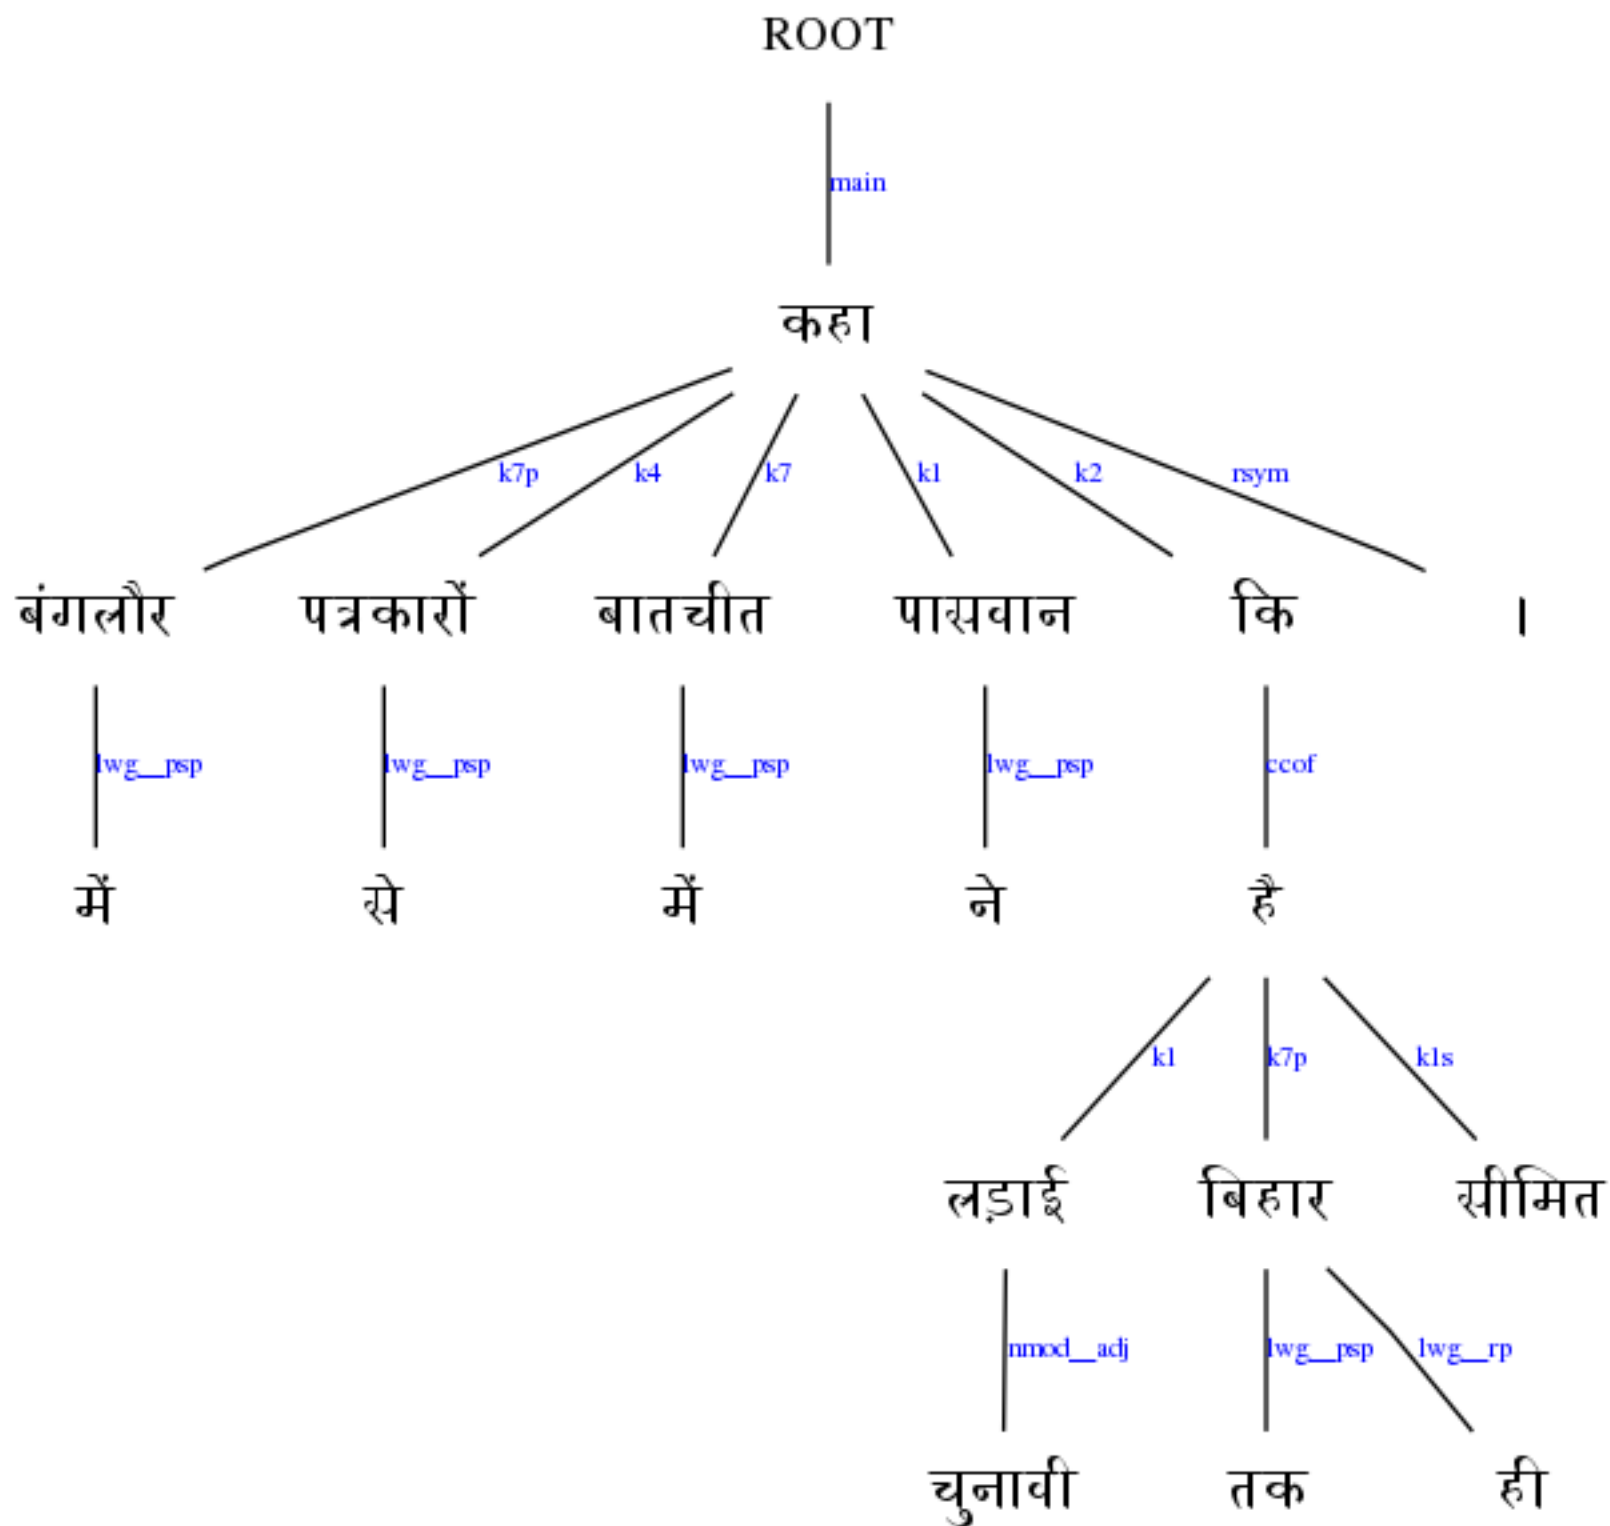 ROOT
main
कहा
k7p k4 k7 k1 k2 rsym
बंगलौर पत्रकारों बातचीत पासवान कि ।
lwg__psp lwg__psp lwg__psp lwg__psp ccof
में से में ने है
k1 k7p k1s
लड़ाई बिहार सीमित
nmod__adj lwg__psp lwg__rp
चुनावी तक ही